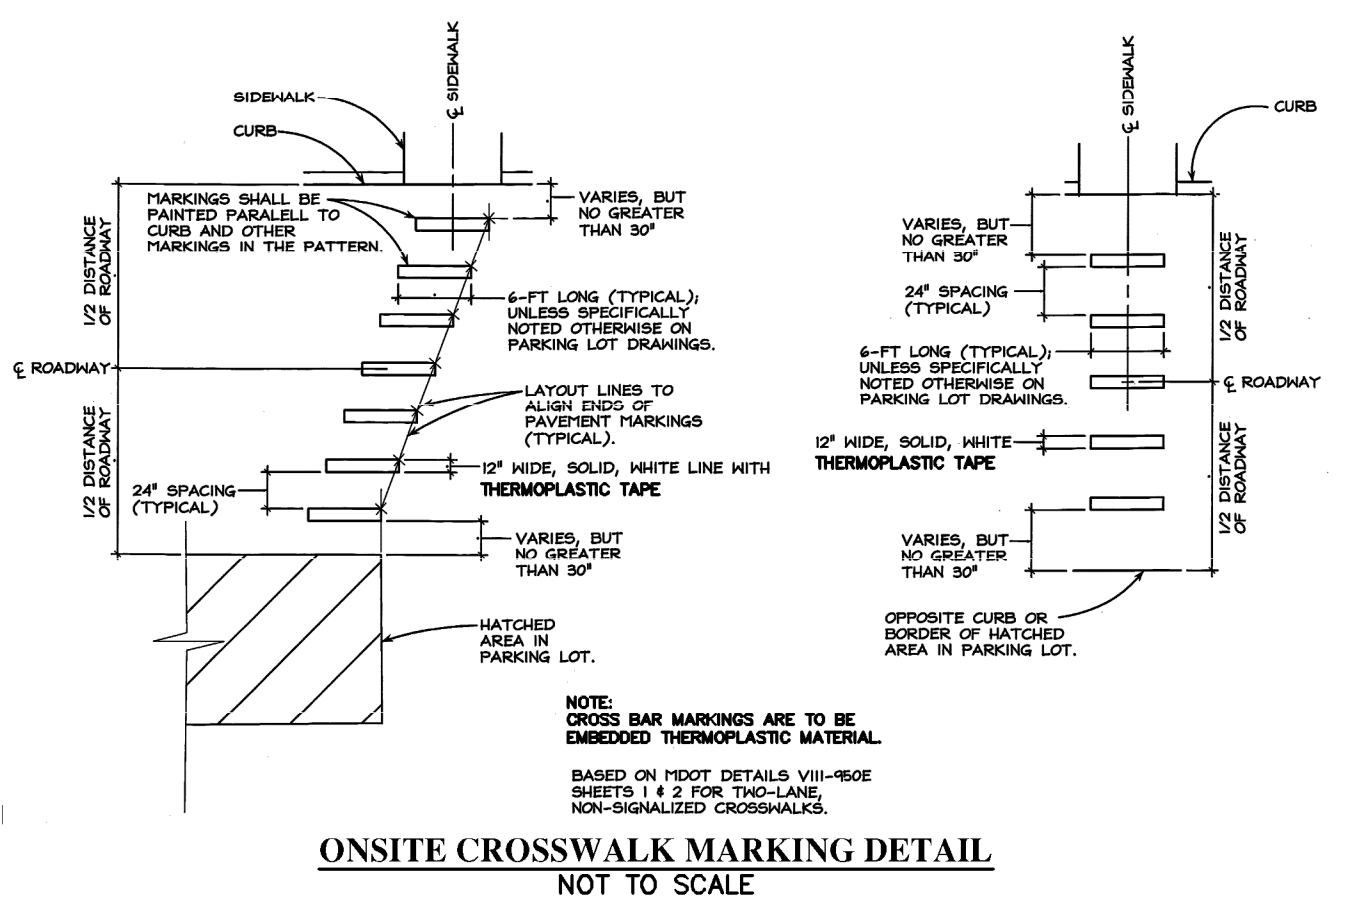 ℄ SIDEWALK
SIDEWALK
CURB
MARKINGS SHALL BE
PAINTED PARALELL TO
CURB AND OTHER
MARKINGS IN THE PATTERN.
VARIES, BUT
NO GREATER
THAN 30"
1/2 DISTANCE
OF ROADWAY
6-FT LONG (TYPICAL);
UNLESS SPECIFICALLY
NOTED OTHERWISE ON
PARKING LOT DRAWINGS.
℄ ROADWAY
LAYOUT LINES TO
ALIGN ENDS OF
PAVEMENT MARKINGS
(TYPICAL).
1/2 DISTANCE
OF ROADWAY
12" WIDE, SOLID, WHITE LINE WITH
THERMOPLASTIC TAPE
24" SPACING
(TYPICAL)
VARIES, BUT
NO GREATER
THAN 30"
HATCHED
AREA IN
PARKING LOT.
℄ SIDEWALK
CURB
VARIES, BUT
NO GREATER
THAN 30"
1/2 DISTANCE
OF ROADWAY
24" SPACING
(TYPICAL)
6-FT LONG (TYPICAL);
UNLESS SPECIFICALLY
NOTED OTHERWISE ON
PARKING LOT DRAWINGS.
℄ ROADWAY
12" WIDE, SOLID, WHITE
THERMOPLASTIC TAPE
1/2 DISTANCE
OF ROADWAY
VARIES, BUT
NO GREATER
THAN 30"
OPPOSITE CURB OR
BORDER OF HATCHED
AREA IN PARKING LOT.
NOTE:
CROSS BAR MARKINGS ARE TO BE
EMBEDDED THERMOPLASTIC MATERIAL.
BASED ON MDOT DETAILS VIII-950E
SHEETS 1 & 2 FOR TWO-LANE,
NON-SIGNALIZED CROSSWALKS.
ONSITE CROSSWALK MARKING DETAIL
NOT TO SCALE